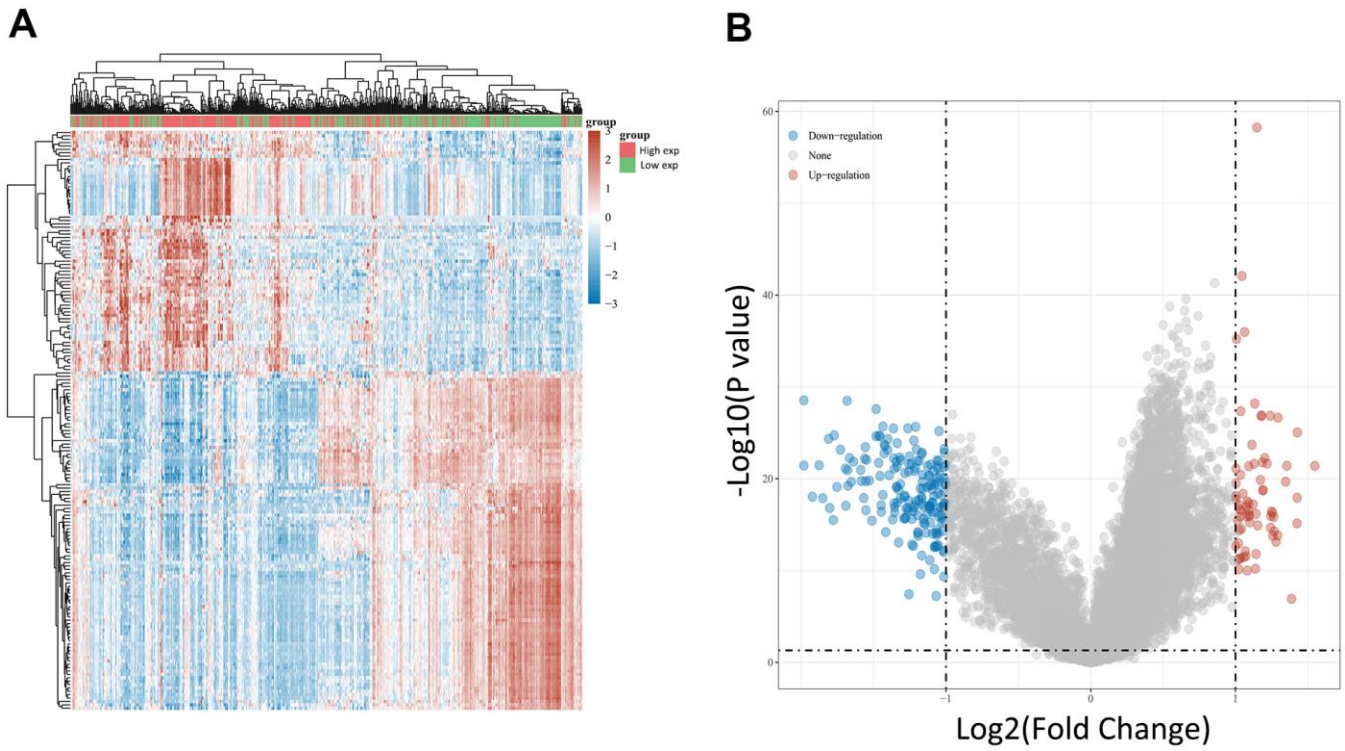 A
group
3
2
1
0
−1
−2
−3
group
High exp
Low exp
B
60
40
20
0
Down−regulation
None
Up−regulation
-Log10(P value)
−1
0
1
Log2(Fold Change)